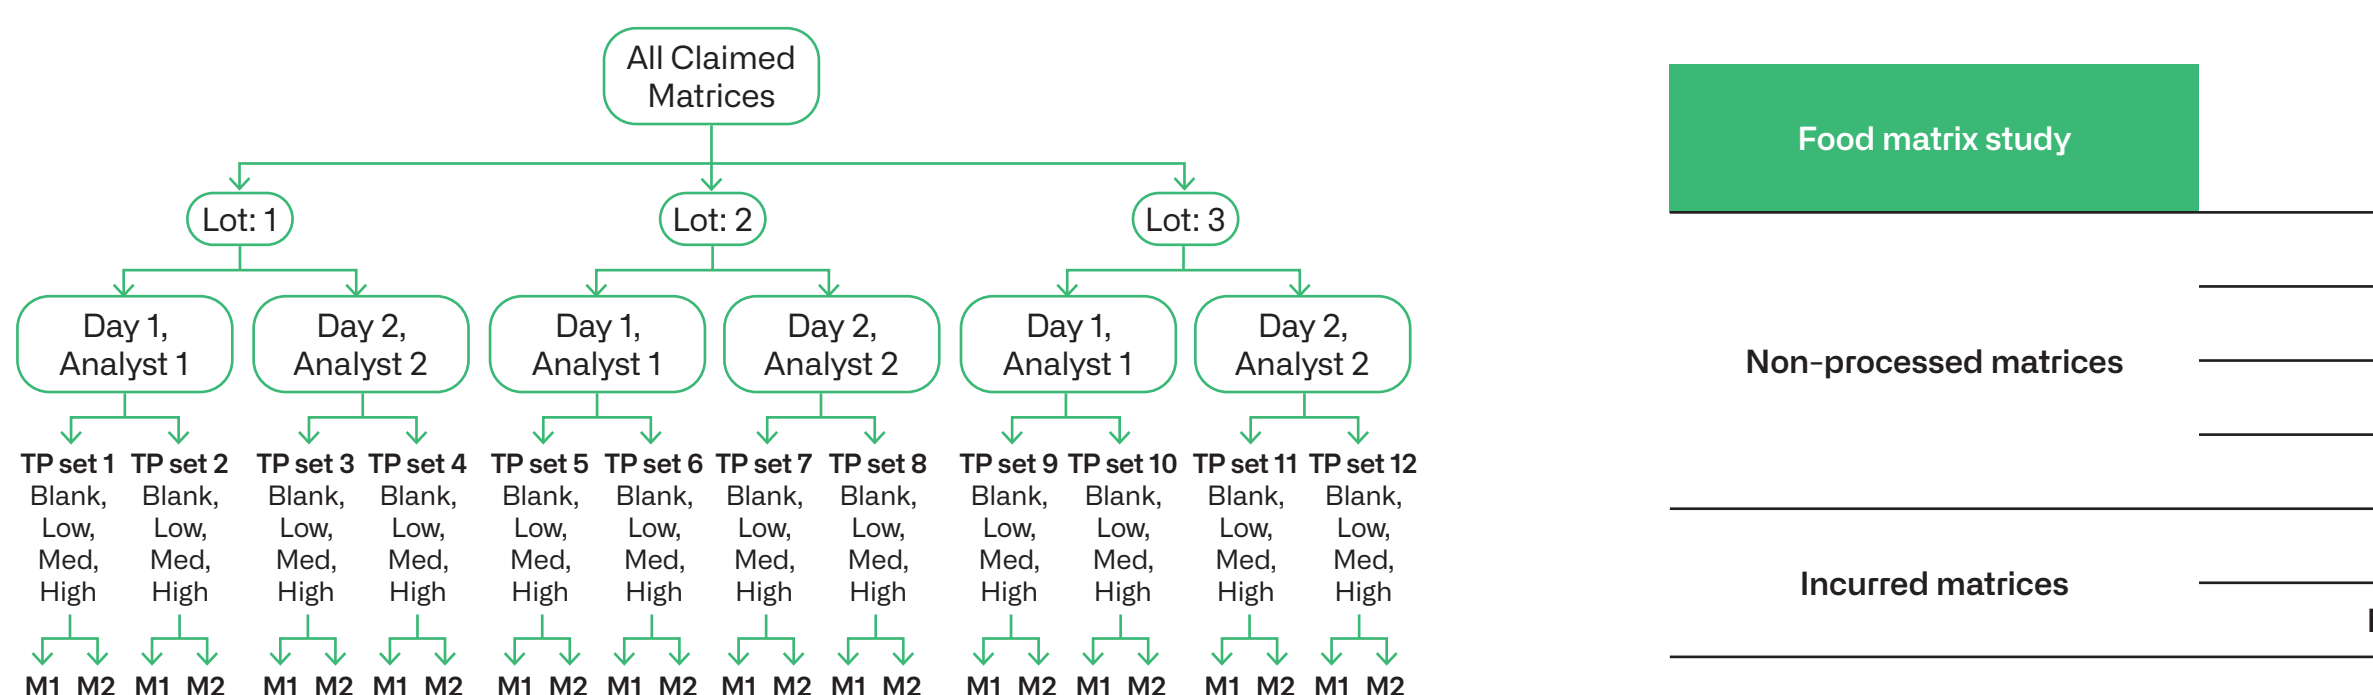 All Claimed
Matrices
Lot: 1
Lot: 2
Lot: 3
Day 1,
Analyst 1
Day 2,
Analyst 2
Day 1,
Analyst 1
Day 2,
Analyst 2
Day 1,
Analyst 1
Day 2,
Analyst 2
TP set 1
Blank,
Low,
Med,
High
TP set 2
Blank,
Low,
Med,
High
TP set 3
Blank,
Low,
Med,
High
TP set 4
Blank,
Low,
Med,
High
TP set 5
Blank,
Low,
Med,
High
TP set 6
Blank,
Low,
Med,
High
TP set 7
Blank,
Low,
Med,
High
TP set 8
Blank,
Low,
Med,
High
TP set 9
Blank,
Low,
Med,
High
TP set 10
Blank,
Low,
Med,
High
TP set 11
Blank,
Low,
Med,
High
TP set 12
Blank,
Low,
Med,
High
M1 M2 M1 M2 M1 M2 M1 M2 M1 M2 M1 M2 M1 M2 M1 M2 M1 M2 M1 M2 M1 M2 M1 M2
Food matrix study
Non-processed matrices
Incurred matrices